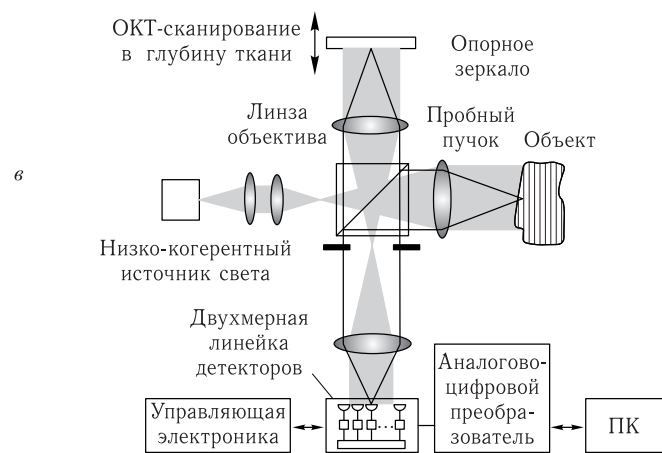 ОКТ-сканирование
в глубину ткани
Опорное
зеркало
Линза
объектива
Пробный
пучок
Объект
в
Низко-когерентный
источник света
Двухмерная
линейка
детекторов
Управляющая
электроника
Аналогово-
цифровой
преобра-
зователь
ПК